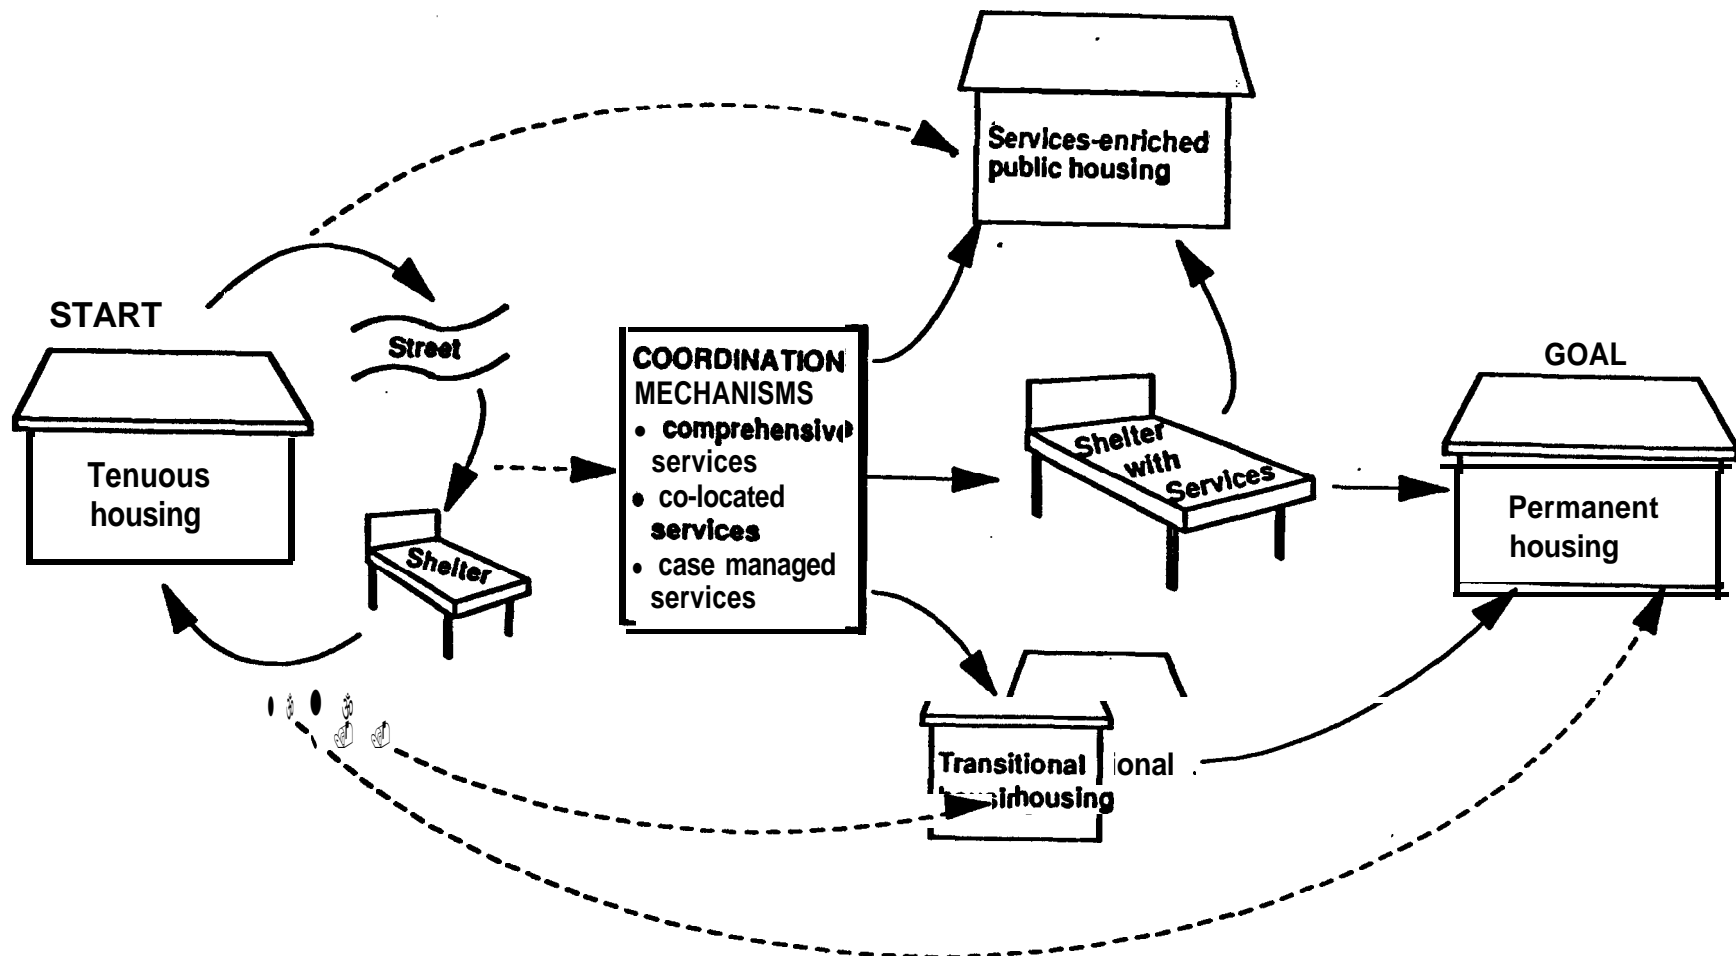 Services-enriched
public housing
START
Street
Tenuous
housing
Shelter
COORDINATION
MECHANISMS
• comprehensive
services
• co-located
services
• case managed
services
Shelter
with
Services
GOAL
Permanent
housing
Transitional ional
housing